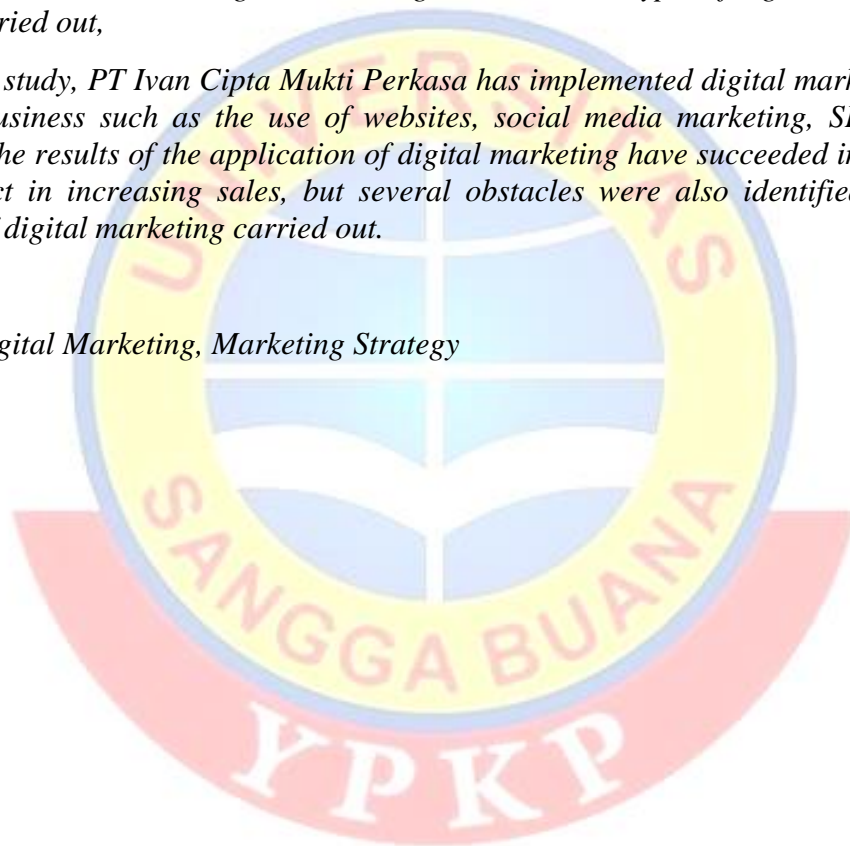 ried out,
study, PT Ivan Cipta Mukti Perkasa has implemented digital mark
usiness such as the use of websites, social media marketing,
he results of the application of digital marketing have succeeded in
ct in increasing sales, but several obstacles were also identified
digital marketing carried out.
gital Marketing, Marketing Strategy
UNIVERSITAS
SANGGA BUANA
YPKP